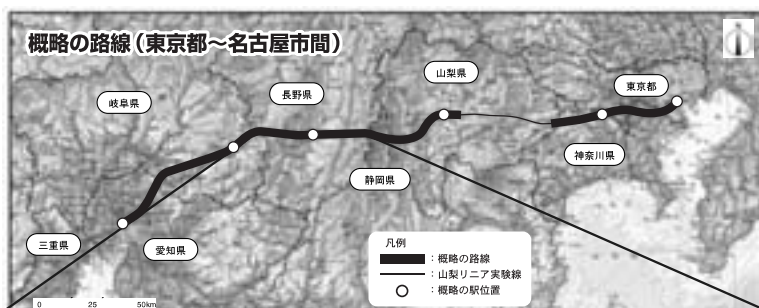 概略の路線(東京都～名古屋市間)
山梨県
東京都
長野県
岐阜県
神奈川県
静岡県
三重県
愛知県
凡例
：概略の路線
：山梨リニア実験線
：概略の駅位置
0 25 50km